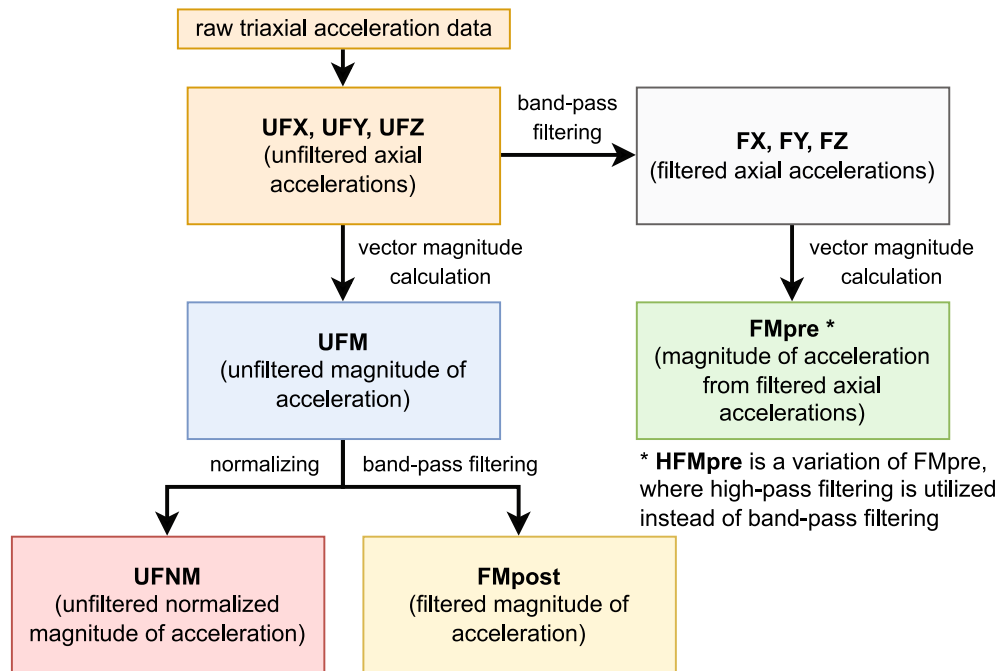 raw triaxial acceleration data
UFX, UFY, UFZ
(unfiltered axial
accelerations)
band-pass
filtering
FX, FY, FZ
(filtered axial accelerations)
vector magnitude
calculation
vector magnitude
calculation
UFM
(unfiltered magnitude of
acceleration)
FMpre *
(magnitude of acceleration
from filtered axial
accelerations)
normalizing
band-pass filtering
* HFMpre is a variation of FMpre,
where high-pass filtering is utilized
instead of band-pass filtering
UFNM
(unfiltered normalized
magnitude of acceleration)
FMpost
(filtered magnitude of
acceleration)